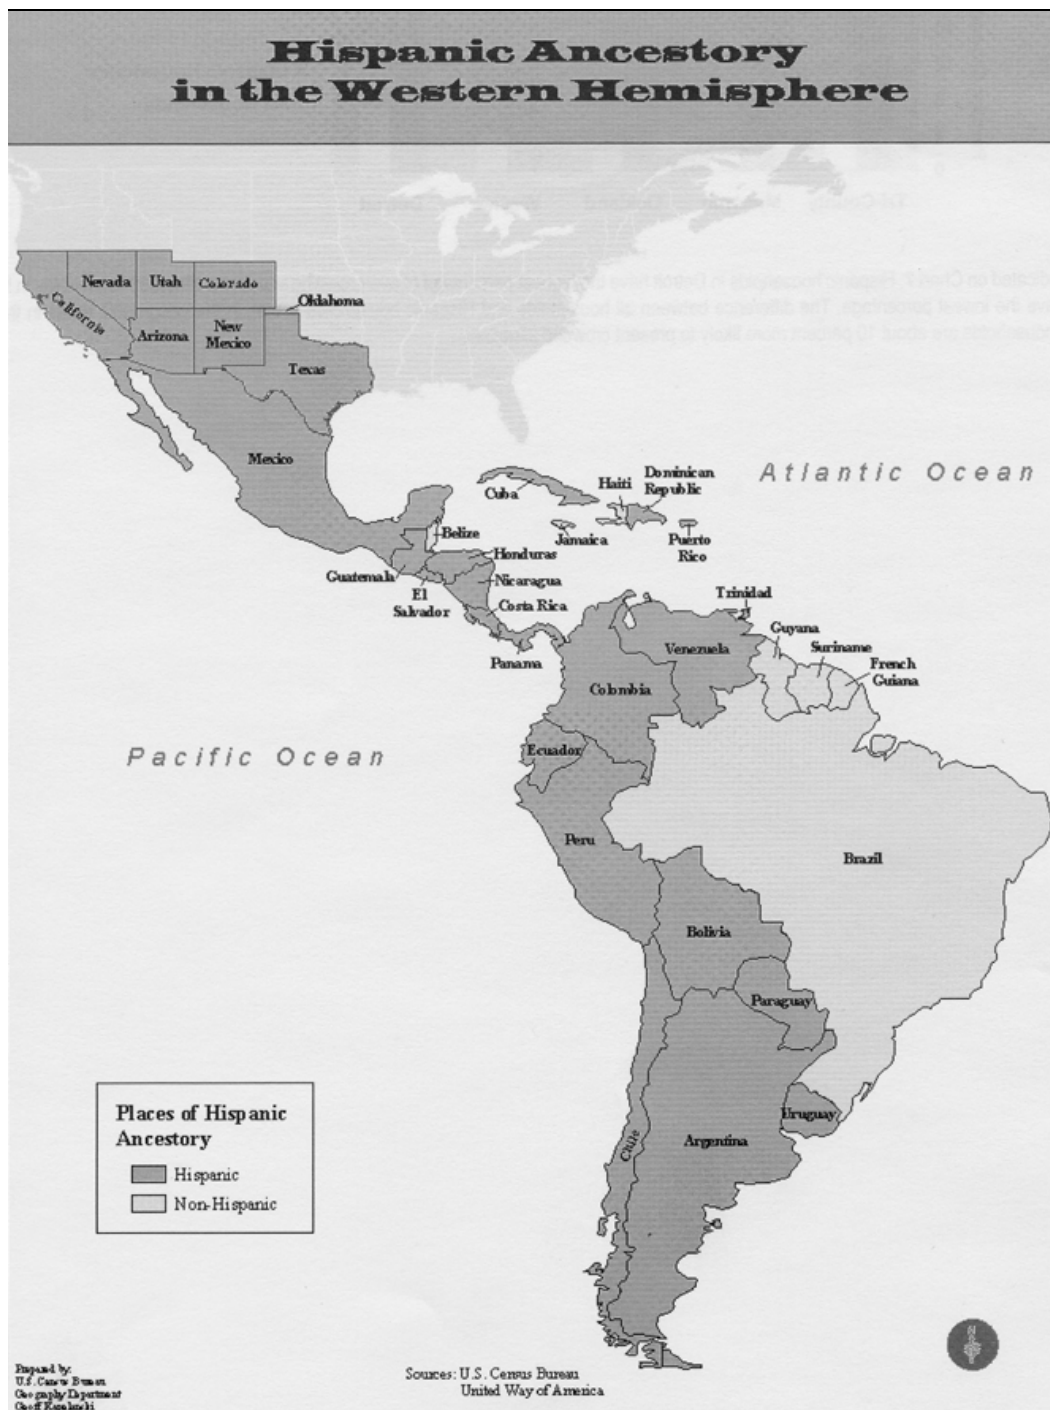 Hispanic Ancestory
in the Western Hemisphere
Nevada
Utah
Colorado
California
Oklahoma
Arizona
New
Mexico
Texas
Mexico
Atlantic Ocean
Cuba
Haiti
Dominican
Republic
Jamaica
Puerto
Rico
Belize
Honduras
Guatemala
El
Salvador
Nicaragua
Costa Rica
Panama
Trinidad
Guyana
Suriname
French
Guiana
Venezuela
Colombia
Pacific Ocean
Ecuador
Peru
Brazil
Bolivia
Paraguay
Uruguay
Argentina
Chile
Places of Hispanic
Ancestory
Hispanic
Non-Hispanic
Prepared by:
U.S. Census Bureau
Geography Department
Geoff
Sources: U.S. Census Bureau
United Way of America